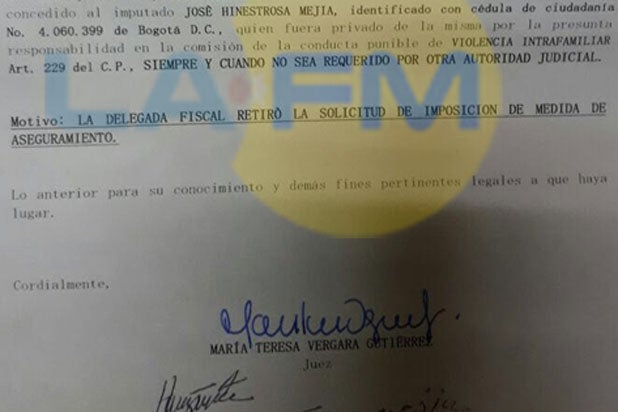 concedido al imputado JOSÈ HINESTROSA MEJIA, identificado con cédula de ciudadanía
No. 4.060.399 de Bogotá D.C., quien fuera privado de la misma por la presunta
responsabilidad en la comisión de la conducta punible de VIOLENCIA INTRAFAMILIAR
Art. 229 del C.P., SIEMPRE Y CUANDO NO SEA REQUERIDO POR OTRA AUTORIDAD JUDICIAL.
LA FM
Motivo: LA DELEGADA FISCAL RETIRÒ LA SOLICITUD DE IMPOSICION DE MEDIDA DE
ASEGURAMIENTO.
Lo anterior para su conocimiento y demás fines pertinentes legales a que haya
lugar.
Cordialmente,
MARÍA TERESA VERGARA GUTIÉRREZ
Juez